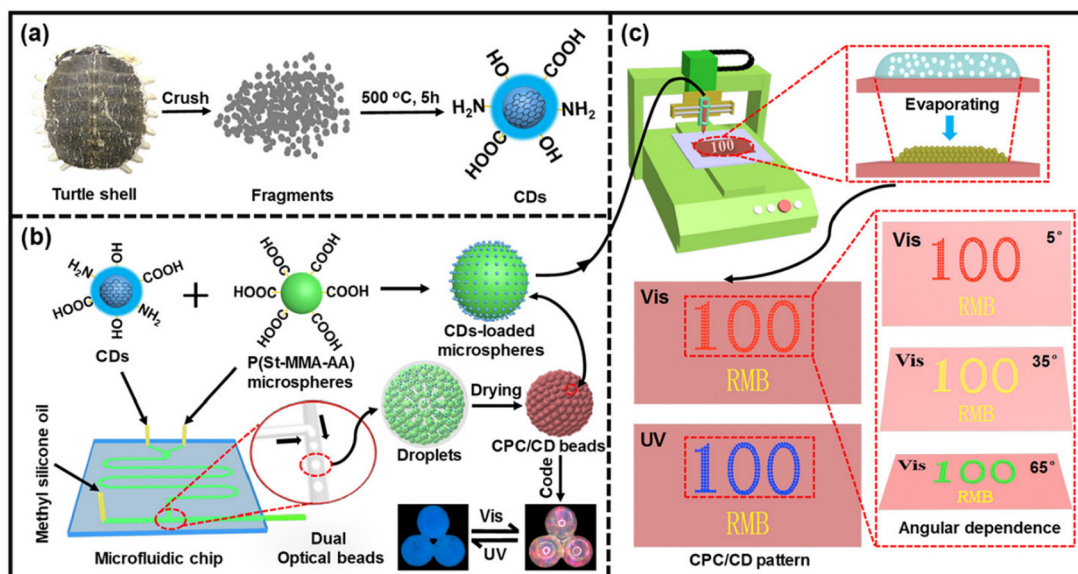 (a)
Crush
500 °C, 5h
COOH
H₂N
NH₂
HOOC
OH
Turtle shell
Fragments
CDs
(b)
OH
H₂N
COOH
HOOC
NH₂
HO
CDs
+
HOOC
COOH
HOOC
COOH
HOOC
COOH
P(St-MMA-AA)
microspheres
CDs-loaded
microspheres
Methyl silicone oil
Microfluidic chip
Droplets
Drying
CPC/CD beads
Code
Dual
Optical beads
Vis
UV
(c)
100
Evaporating
Vis
100
RMB
UV
100
RMB
CPC/CD pattern
Vis
5°
100
RMB
Vis
35°
100
RMB
Vis
65°
100
RMB
Angular dependence